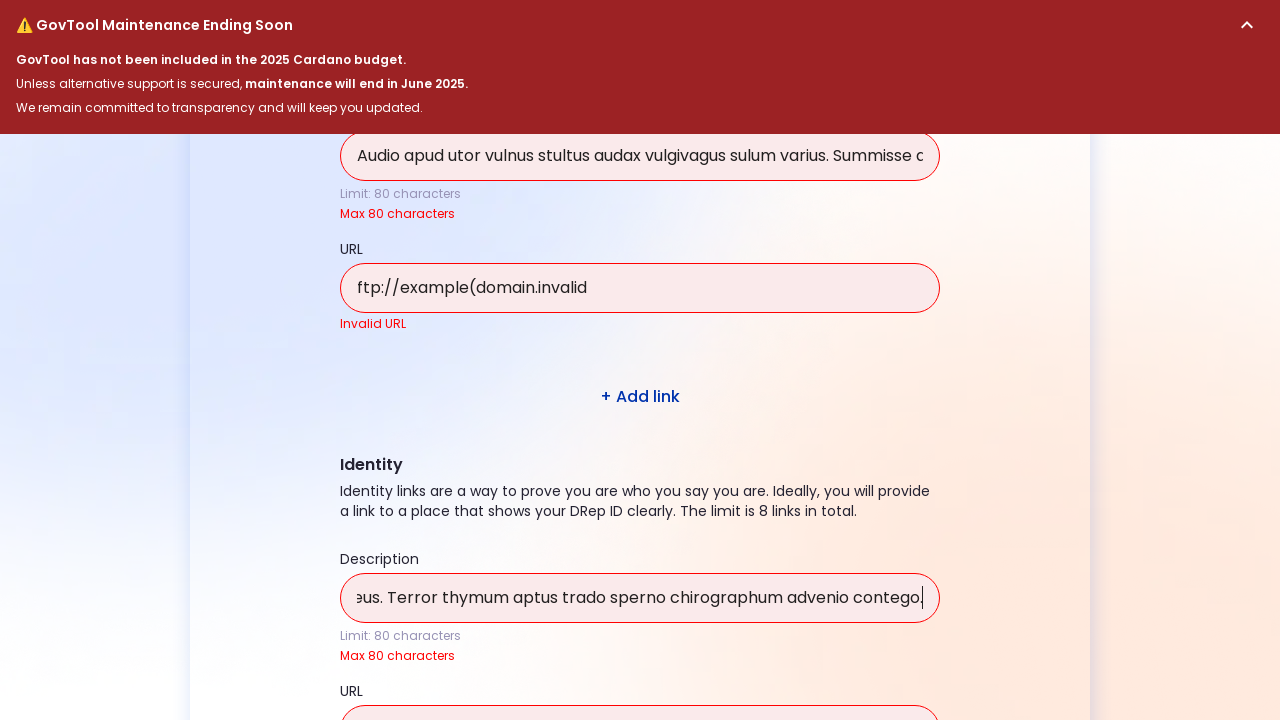 ⚠️ GovTool Maintenance Ending Soon
GovTool has not been included in the 2025 Cardano budget.
Unless alternative support is secured, maintenance will end in June 2025.
We remain committed to transparency and will keep you updated.
Audio apud utor vulnus stultus audax vulgivagus sulum varius. Summisse
Limit: 80 characters
Max 80 characters
URL
ftp://example(domain.invalid
Invalid URL
+ Add link
Identity
Identity links are a way to prove you are who you say you are. Ideally, you will provide
a link to a place that shows your DRep ID clearly. The limit is 8 links in total.
Description
eus. Terror thymum aptus trado sperno chirographum advenio contego.
Limit: 80 characters
Max 80 characters
URL